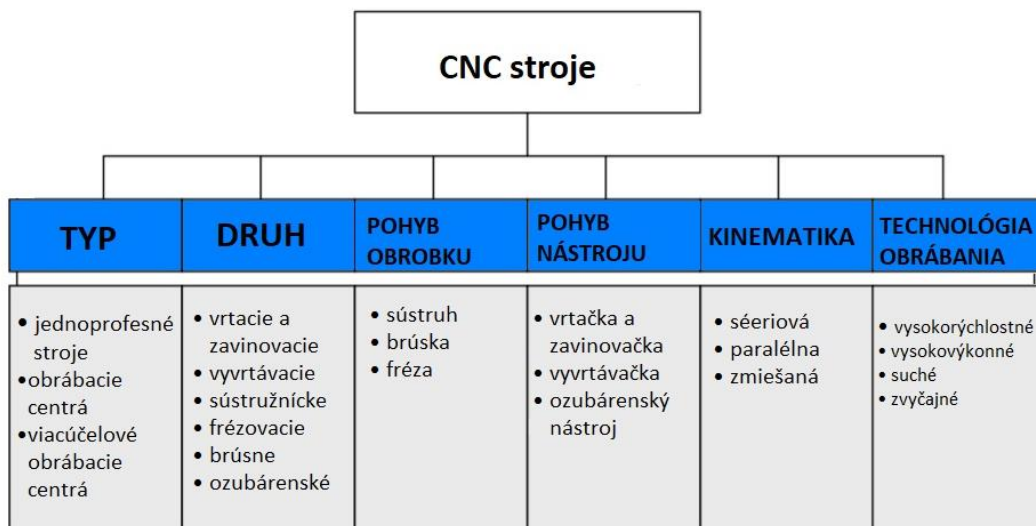 CNC stroje
TYP
DRUH
POHYB
OBROBKU
POHYB
NÁSTROJU
KINEMATIKA
TECHNOLÓGIA
OBRÁBANIA
• jednoprofesné
stroje
•obrábacie
centrá
•viacúčelové
obrábacie
centrá
• vrtacie a
zavinovacie
• vyvrtávacie
• sústružnícke
• frézovacie
• brúsne
• ozubárenské
• sústruh
• brúska
• fréza
• vrtačka a
zavinovačka
• vyvrtávačka
• ozubárenský
nástroj
• séeriová
• paralélna
• zmiešaná
• vysokorýchlostné
• vysokovýkonné
• suché
• zvyčajné